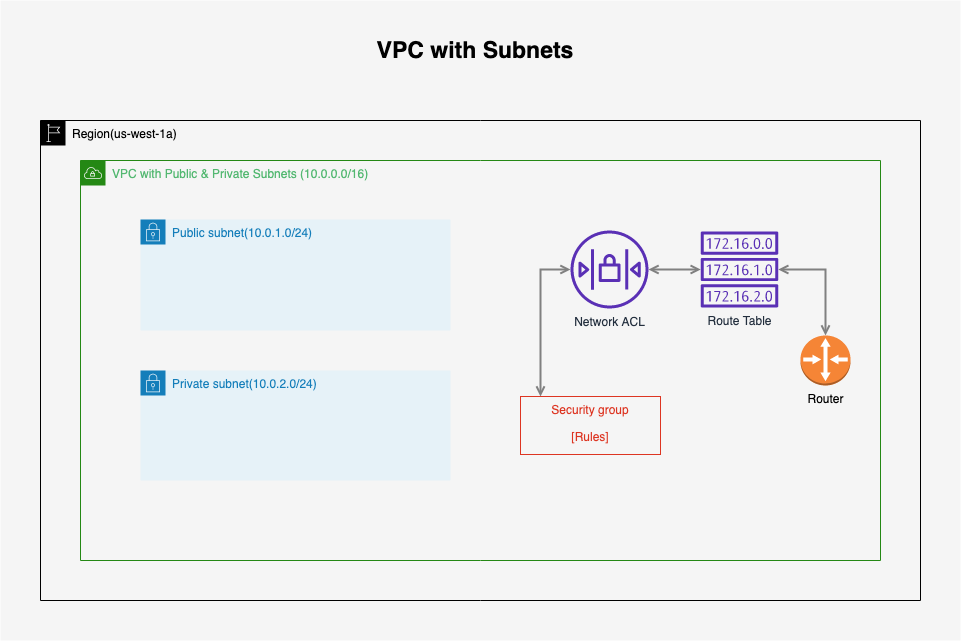 VPC with Subnets
Region(us-west-1a)
VPC with Public & Private Subnets (10.0.0.0/16)
Public subnet(10.0.1.0/24)
172.16.0.0
172.16.1.0
172.16.2.0
Network ACL
Route Table
Private subnet(10.0.2.0/24)
Router
Security group
[Rules]